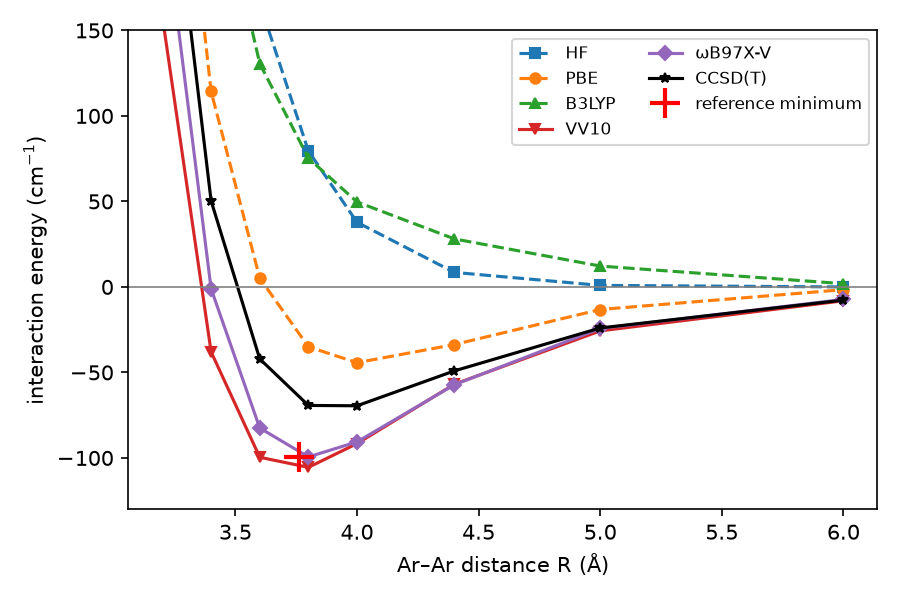 150
100
50
0
−50
−100
3.5
4.0
4.5
5.0
5.5
6.0
interaction energy (cm⁻¹)
Ar–Ar distance R (Å)
HF
PBE
B3LYP
VV10
ωB97X-V
CCSD(T)
reference minimum